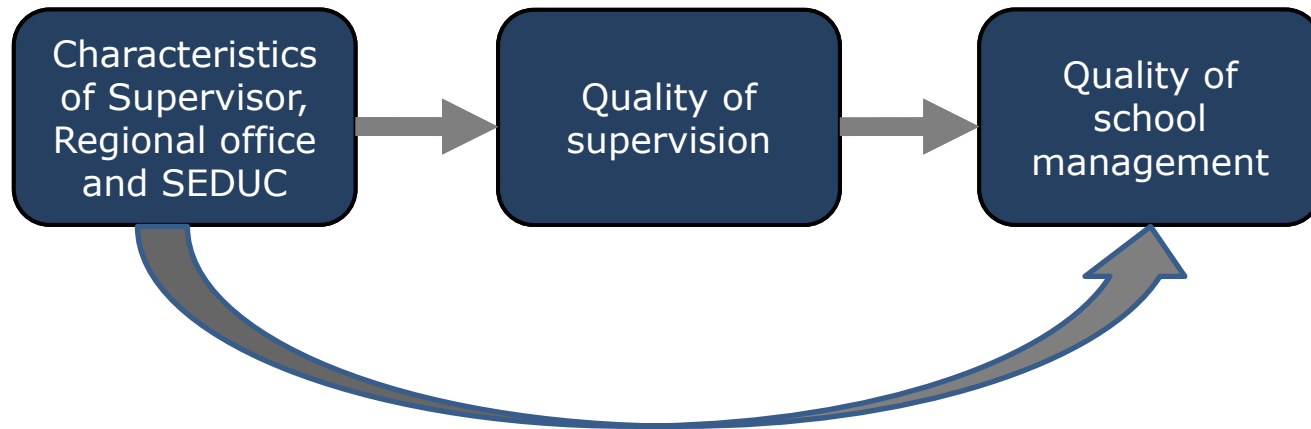 Characteristics
of Supervisor,
Regional office
and SEDUC
Quality of
supervision
Quality of
school
management